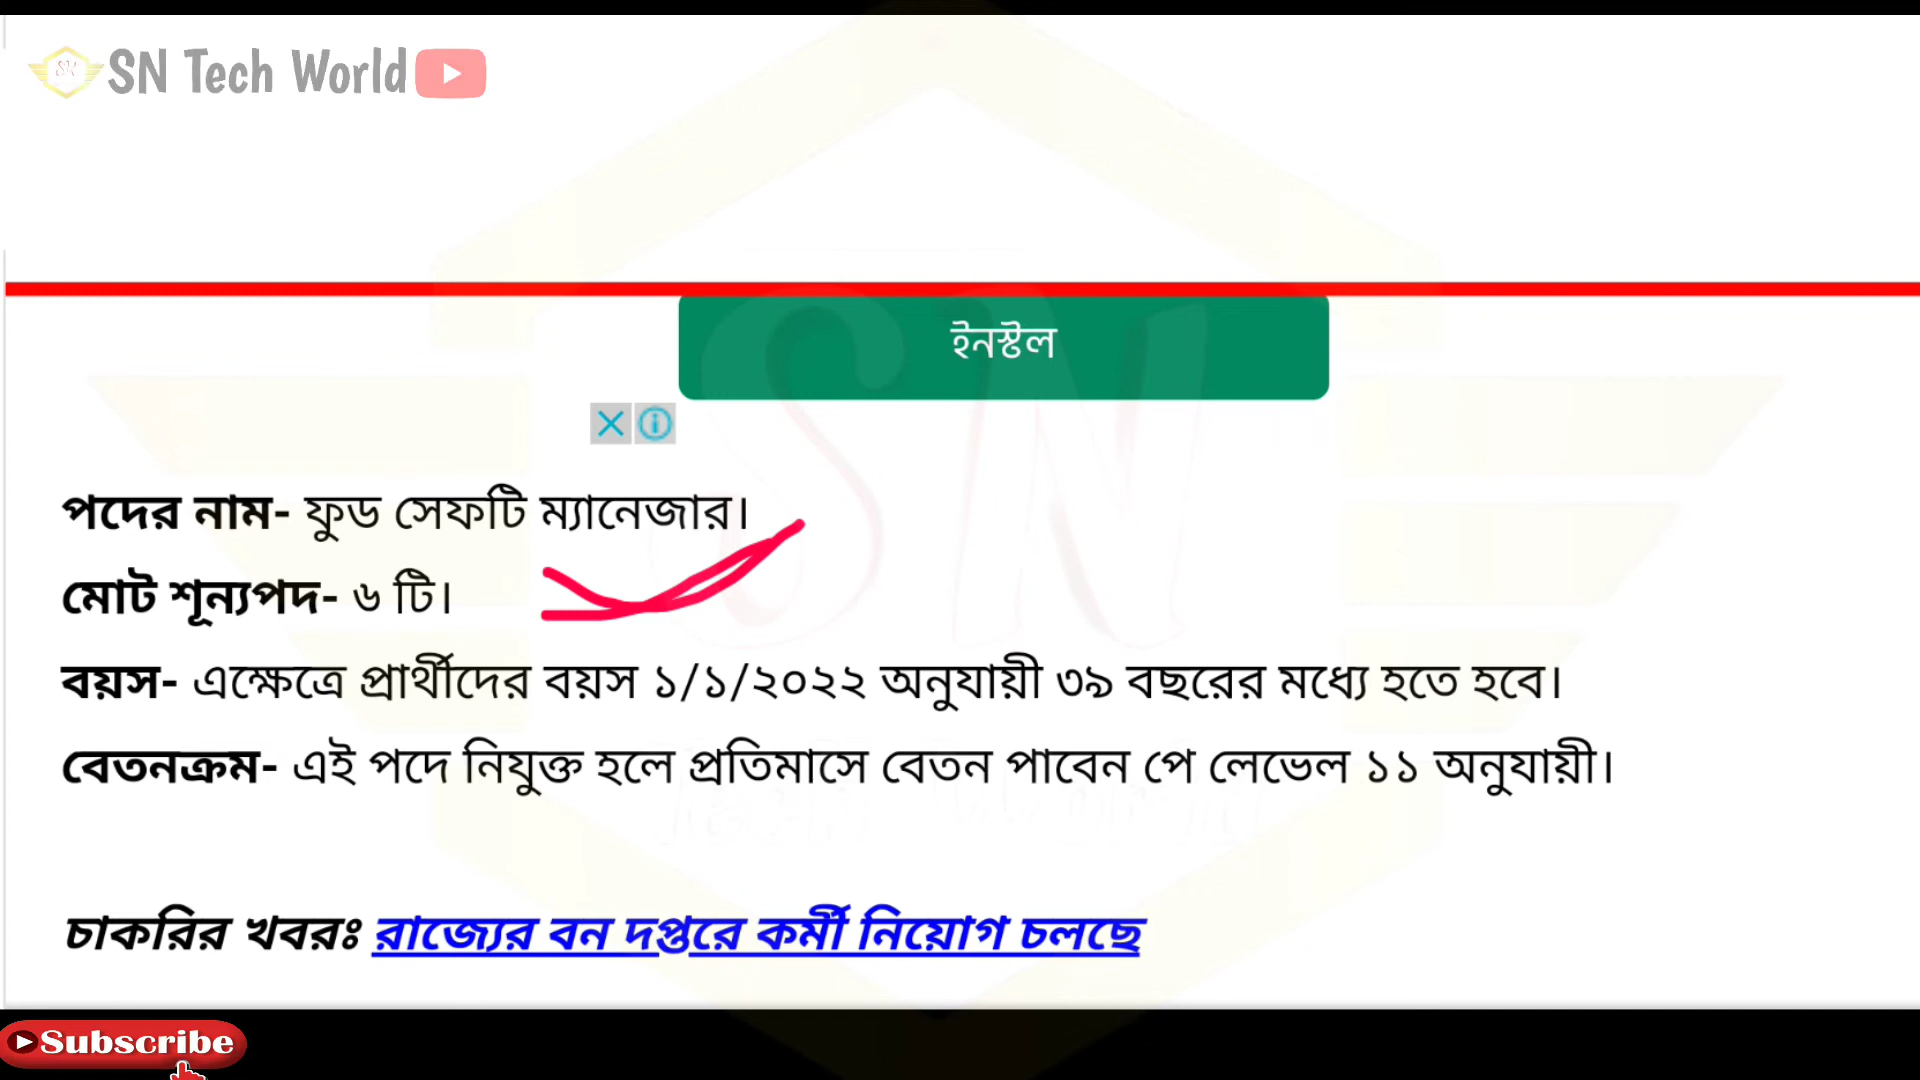 SN Tech World
ইনস্টল
পদের নাম- ফুড সেফটি ম্যানেজার।
মোট শূন্যপদ- ৬ টি।
বয়স- এক্ষেত্রে প্রার্থীদের বয়স ১/১/২০২২ অনুযায়ী ৩৯ বছরের মধ্যে হতে হবে।
বেতনক্রম- এই পদে নিযুক্ত হলে প্রতিমাসে বেতন পাবেন পে লেভেল ১১ অনুযায়ী।
চাকরির খবরঃ রাজ্যের বন দপ্তরে কর্মী নিয়োগ চলছে
Subscribe